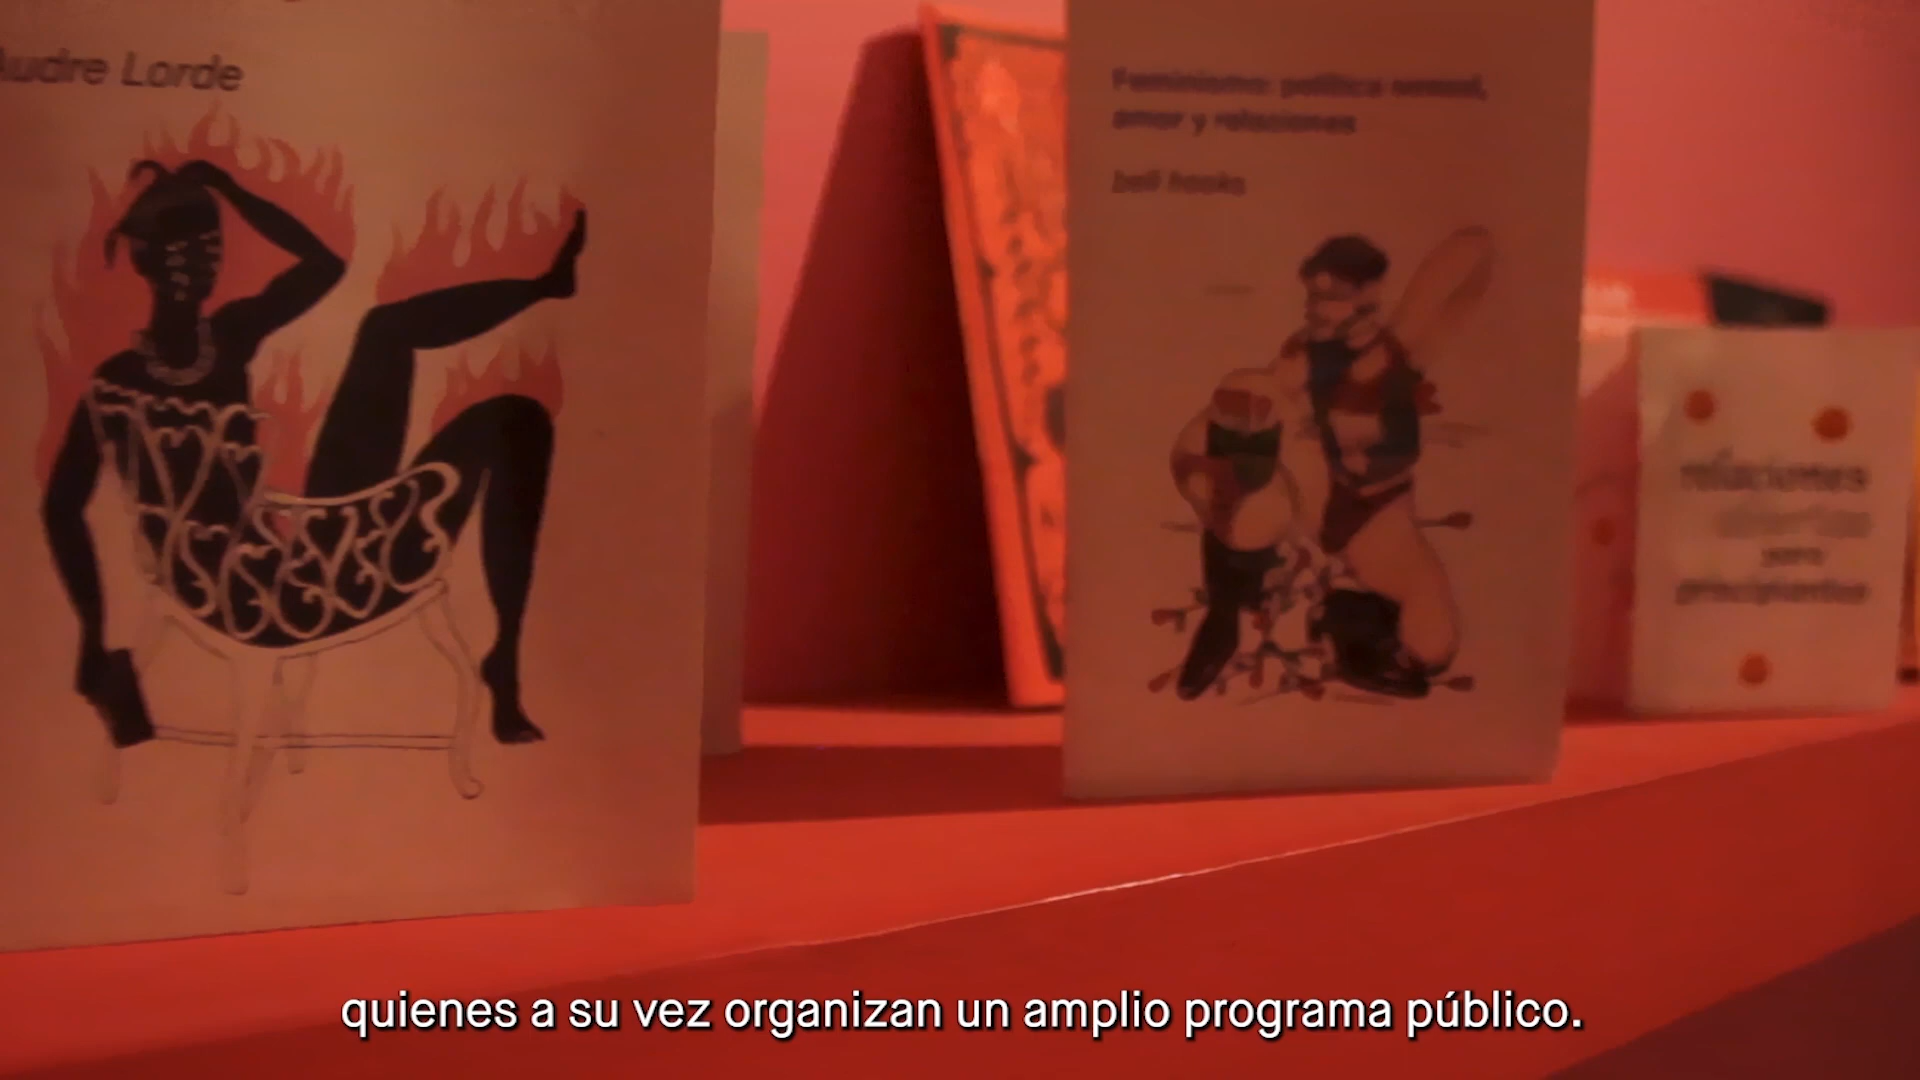 Audre Lorde
Feminismo: política sexual,
amor y relaciones
bell hooks
relaciones
abiertas
para
principiantes
quienes a su vez organizan un amplio programa público.